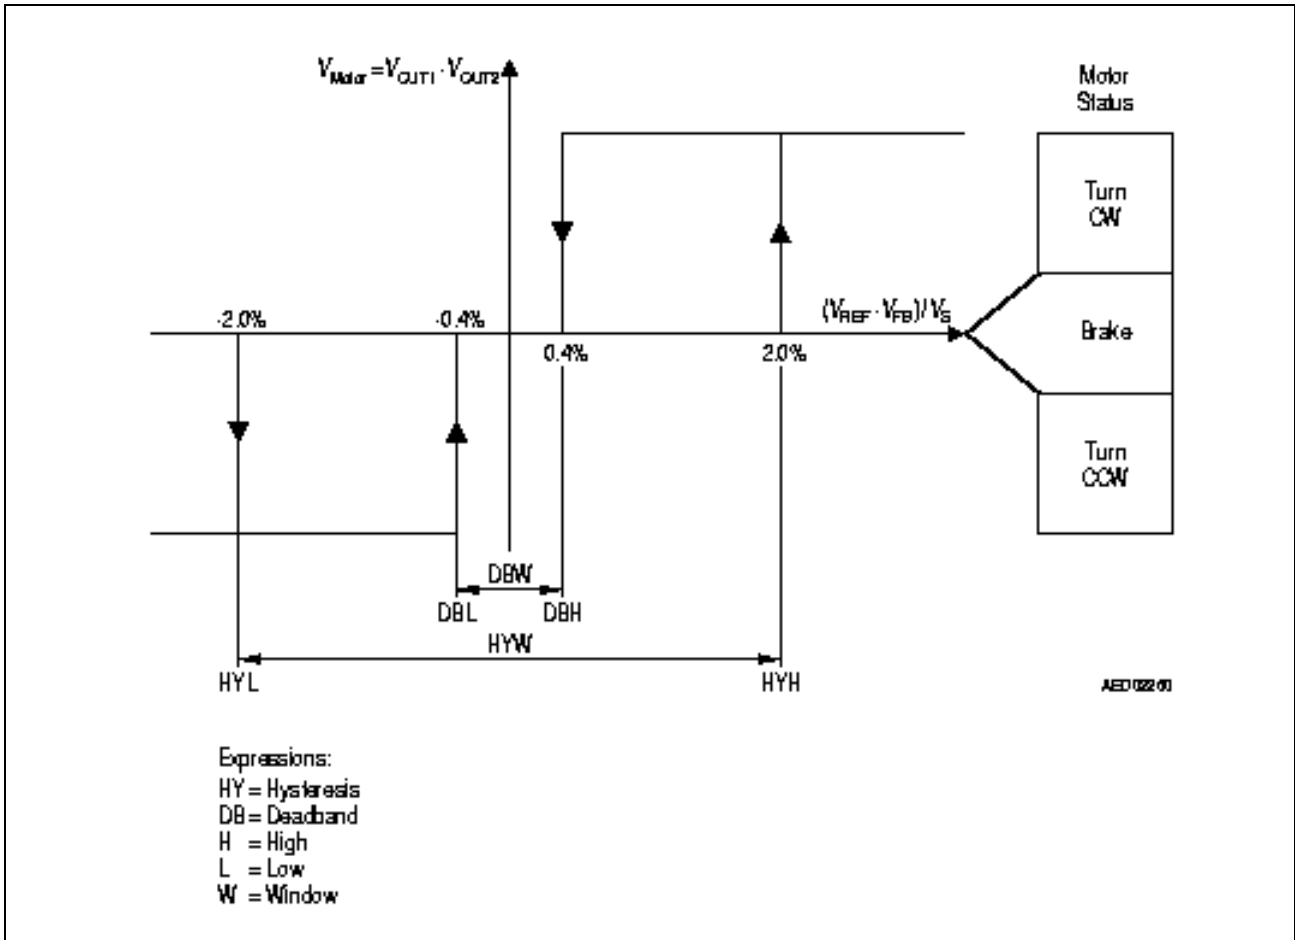 V_Motor = V_OUT1 - V_OUT2
Motor
Status
Turn
CW
-2.0%
-0.4%
(V_REF - V_FB) / V_S
Brake
0.4%
2.0%
Turn
CCW
DBW
DBL
DBH
HYW
HYL
HYH
AED02260
Expressions:
HY = Hysteresis
DB = Deadband
H = High
L = Low
W = Window